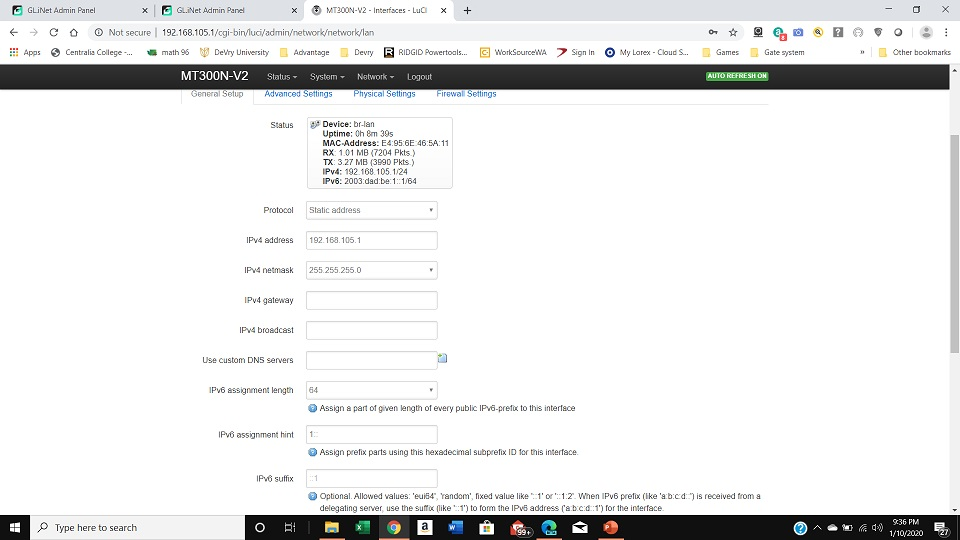 GL.iNet Admin Panel
GL.iNet Admin Panel
MT300N-V2 - Interfaces - LuCI
Not secure | 192.168.105.1/cgi-bin/luci/admin/network/network/lan
Apps Centralia College -... math 96 DeVry University Advantage Devry RIDGID Powertools... WorkSourceWA Sign In My Lorex - Cloud S... Games Gate system » Other bookmarks
MT300N-V2 Status System Network Logout AUTO REFRESH ON
General Setup Advanced Settings Physical Settings Firewall Settings
Status
Device: br-lan
Uptime: 0h 8m 39s
MAC-Address: E4:95:6E:46:5A:11
RX: 1.01 MB (7204 Pkts.)
TX: 3.27 MB (3990 Pkts.)
IPv4: 192.168.105.1/24
IPv6: 2003:dad:be:1::1/64
Protocol Static address
IPv4 address 192.168.105.1
IPv4 netmask 255.255.255.0
IPv4 gateway
IPv4 broadcast
Use custom DNS servers
IPv6 assignment length 64
Assign a part of given length of every public IPv6-prefix to this interface
IPv6 assignment hint 1::
Assign prefix parts using this hexadecimal subprefix ID for this interface.
IPv6 suffix ::1
Optional. Allowed values: 'eui64', 'random', fixed value like '::1' or '::1:2'. When IPv6 prefix (like 'a:b:c:d::') is received from a
delegating server, use the suffix (like '::1') to form the IPv6 address ('a:b:c:d::1') for the interface.
Type here to search
99+
9:36 PM
1/10/2020
27